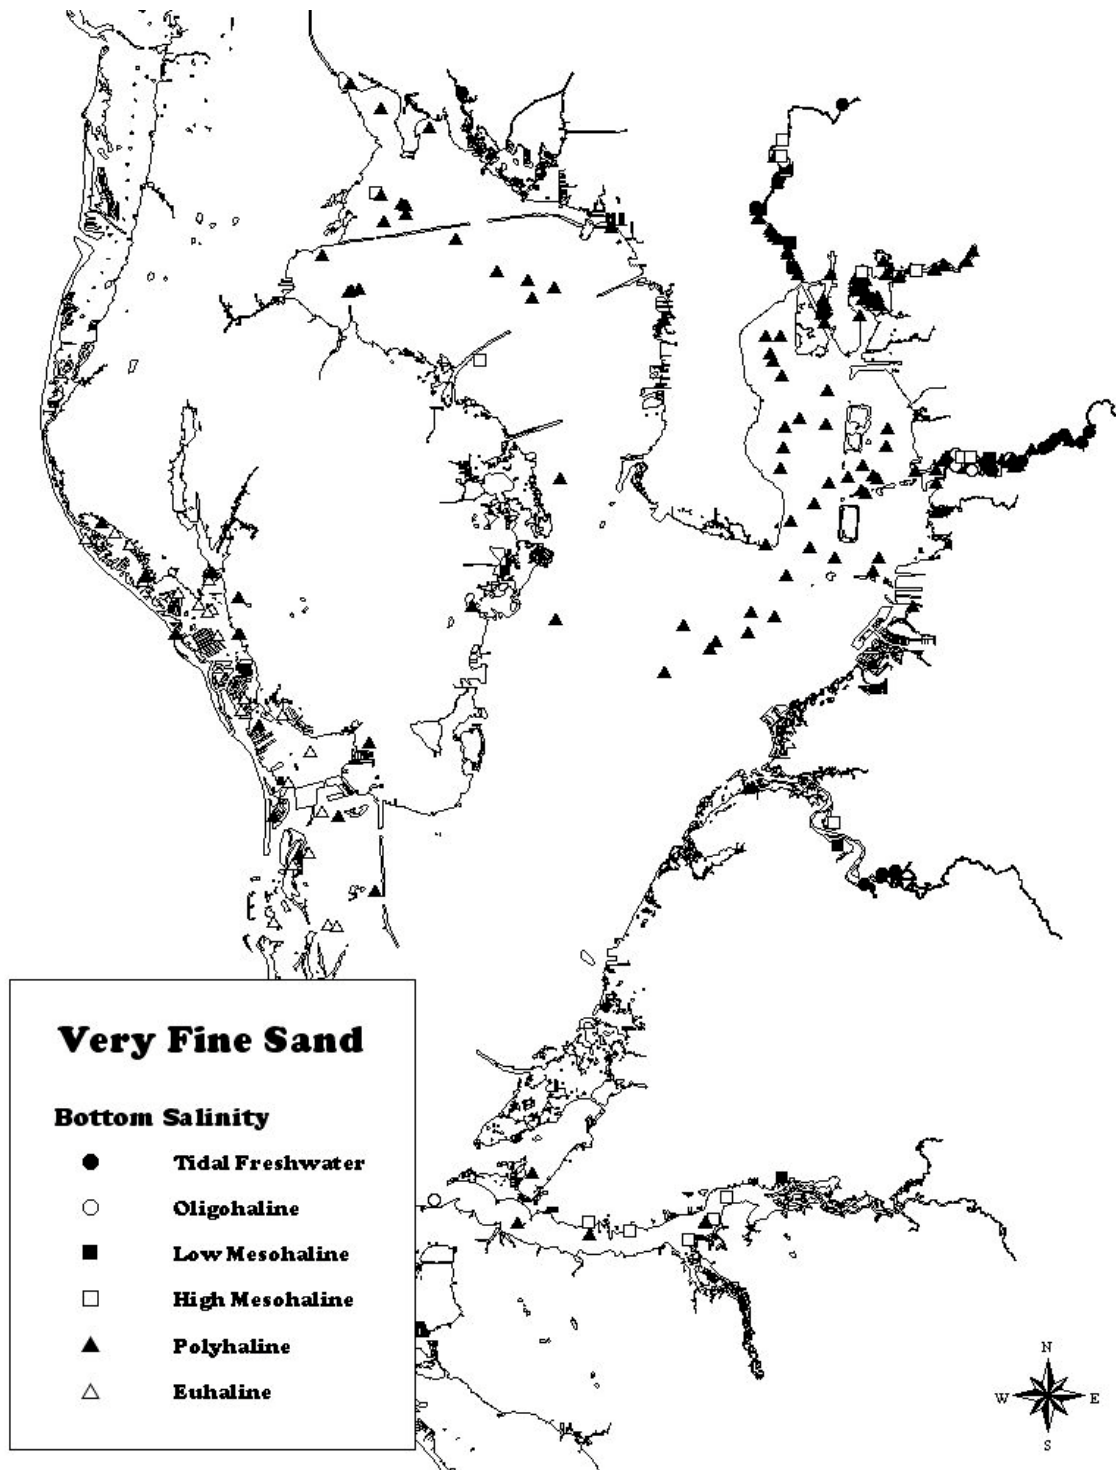 Very Fine Sand
Bottom Salinity
Tidal Freshwater
Oligohaline
Low Mesohaline
High Mesohaline
Polyhaline
Euhaline
N
W E
S